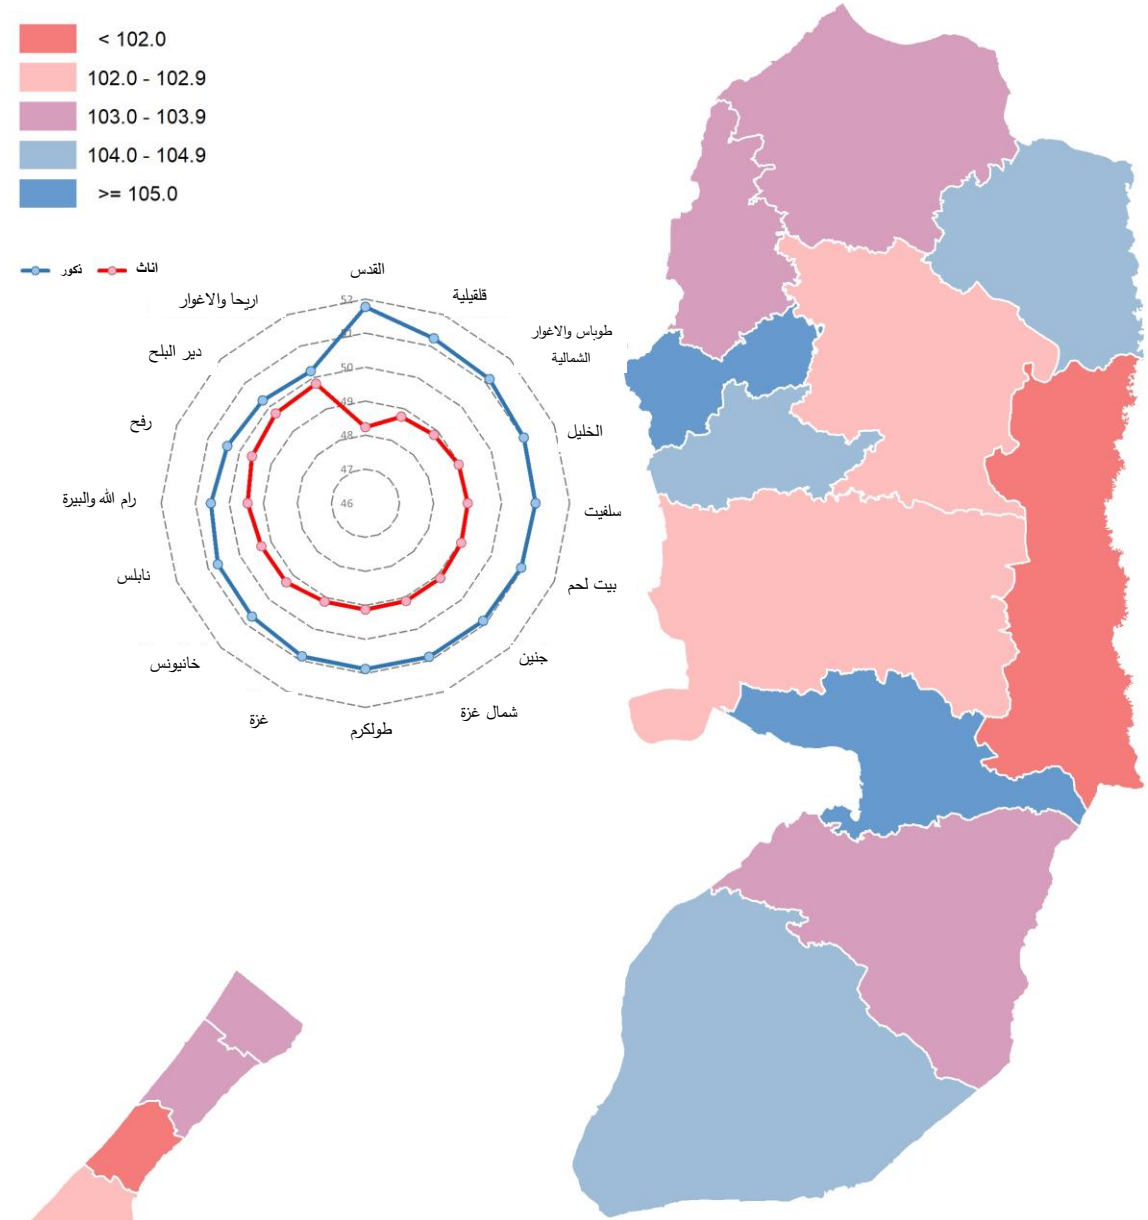 < 102.0
102.0 - 102.9
103.0 - 103.9
104.0 - 104.9
>= 105.0
ذكور
اناث
القدس
قلقيلية
طوباس والاغوار
الشمالية
الخليل
سلفيت
بيت لحم
جنين
شمال غزة
طولكرم
غزة
خانيونس
نابلس
رام الله والبيرة
رفح
دير البلح
اريحا والاغوار
52
51
50
49
48
47
46